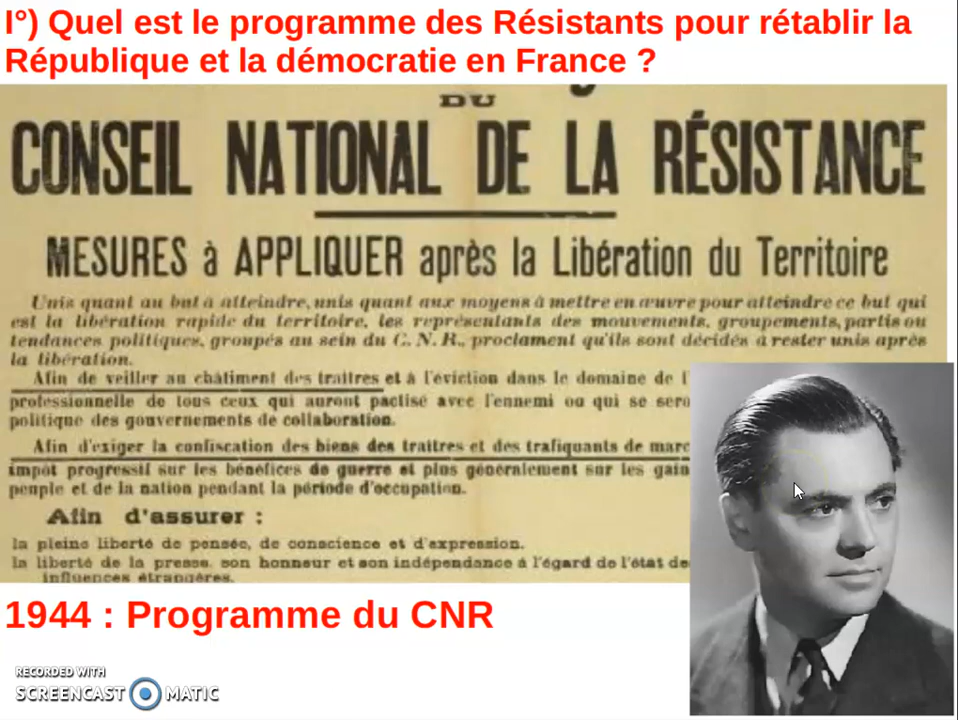 I°) Quel est le programme des Résistants pour rétablir la
République et la démocratie en France ?
DU
CONSEIL NATIONAL DE LA RÉSISTANCE
MESURES à APPLIQUER après la Libération du Territoire
Unis quant au but à atteindre, unis quant aux moyens à mettre en œuvre pour atteindre ce but qui
est la libération rapide du territoire, les représentants des mouvements, groupements, partis ou
tendances politiques, groupés au sein du C. N. R., proclament qu'ils sont décidés à rester unis après
la libération.
Afin de veiller au châtiment des traîtres et à l'éviction dans le domaine de l'
professionnelle de tous ceux qui auront pactisé avec l'ennemi ou qui se sero
politique des gouvernements de collaboration.
Afin d'exiger la confiscation des biens des traîtres et des trafiquants de marc
impôt progressif sur les bénéfices de guerre et plus généralement sur les gain
peuple et de la nation pendant la période d'occupation.
Afin d'assurer :
la pleine liberté de pensée, de conscience et d'expression.
la liberté de la presse, son honneur et son indépendance à l'égard de l'état de
influences étrangères.
1944 : Programme du CNR
RECORDED WITH
SCREENCAST MATIC